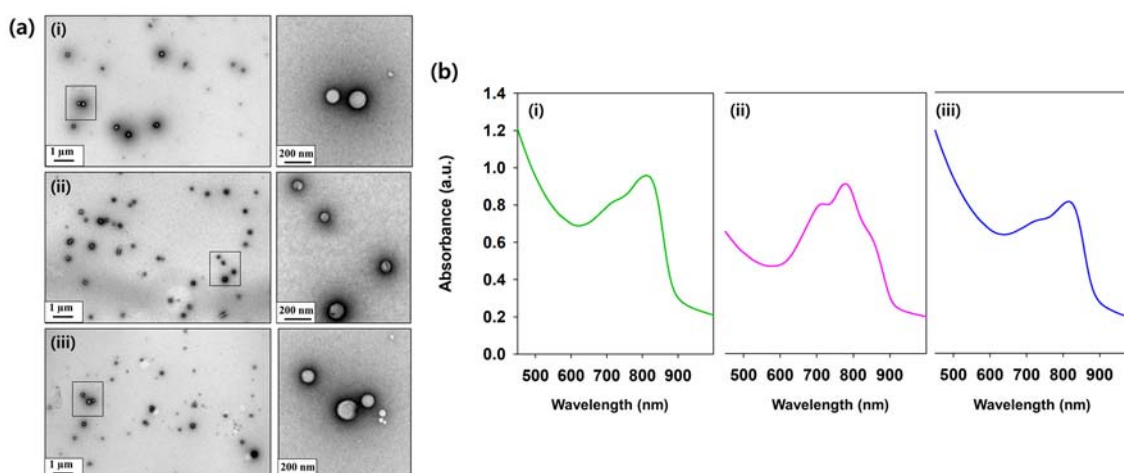 (a)
(i)
1 µm
200 nm
(ii)
1 µm
200 nm
(iii)
1 µm
200 nm
(b)
Absorbance (a.u.)
1.4
1.2
1.0
0.8
0.6
0.4
0.2
0.0
(i)
(ii)
(iii)
500 600 700 800 900
500 600 700 800 900
500 600 700 800 900
Wavelength (nm)
Wavelength (nm)
Wavelength (nm)